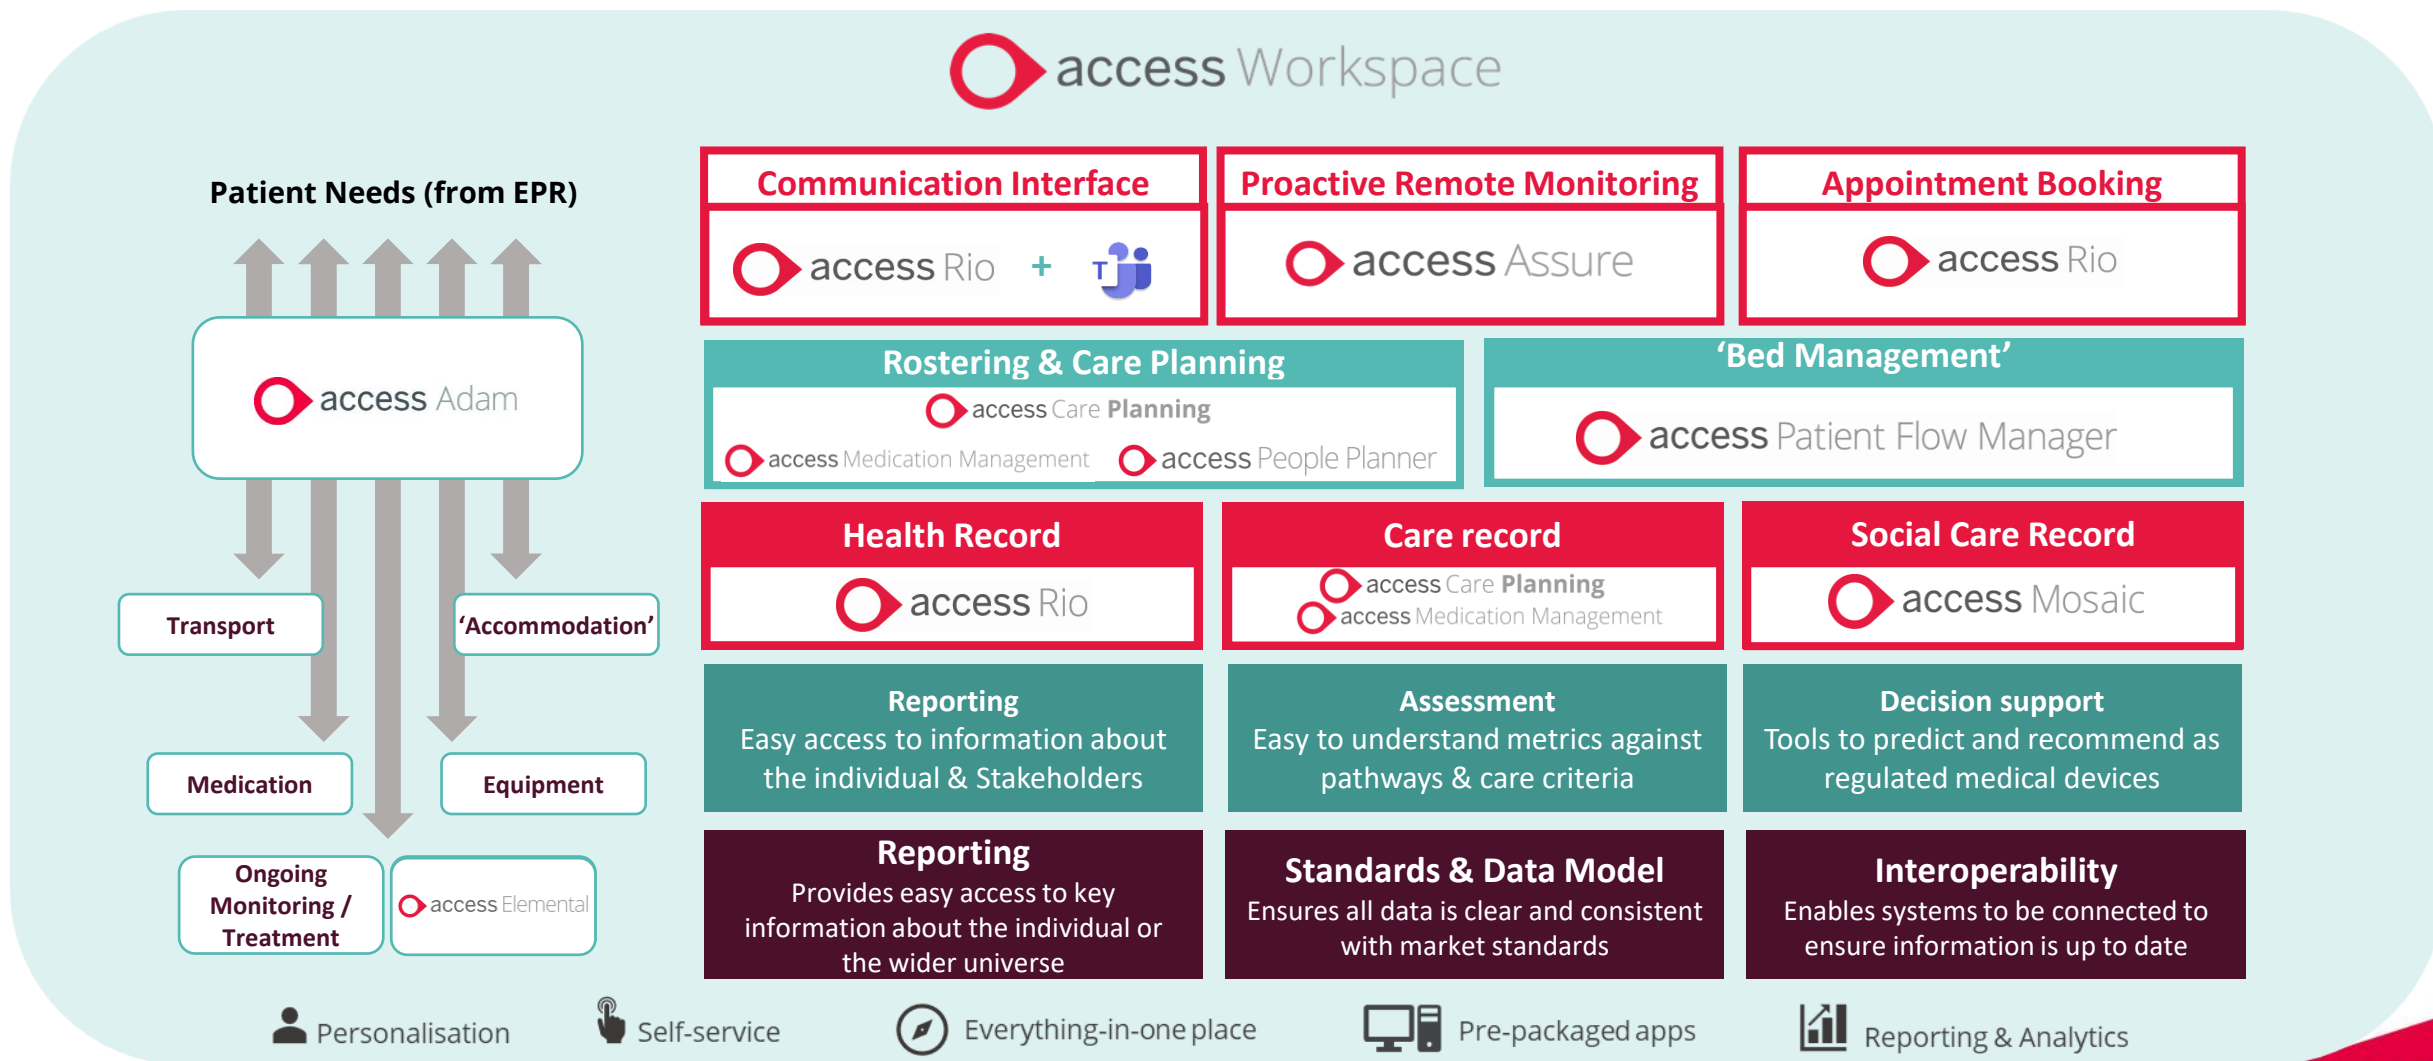 access Workspace
Patient Needs (from EPR)
access Adam
Transport
'Accommodation'
Medication
Equipment
Ongoing
Monitoring /
Treatment
access Elemental
Communication Interface
access Rio + T
Proactive Remote Monitoring
access Assure
Appointment Booking
access Rio
Rostering & Care Planning
access Care Planning
access Medication Management
access People Planner
‘Bed Management’
access Patient Flow Manager
Health Record
access Rio
Care record
access Care Planning
access Medication Management
Social Care Record
access Mosaic
Reporting
Easy access to information about
the individual & Stakeholders
Assessment
Easy to understand metrics against
pathways & care criteria
Decision support
Tools to predict and recommend as
regulated medical devices
Reporting
Provides easy access to key
information about the individual or
the wider universe
Standards & Data Model
Ensures all data is clear and consistent
with market standards
Interoperability
Enables systems to be connected to
ensure information is up to date
Personalisation
Self-service
Everything-in-one place
Pre-packaged apps
Reporting & Analytics